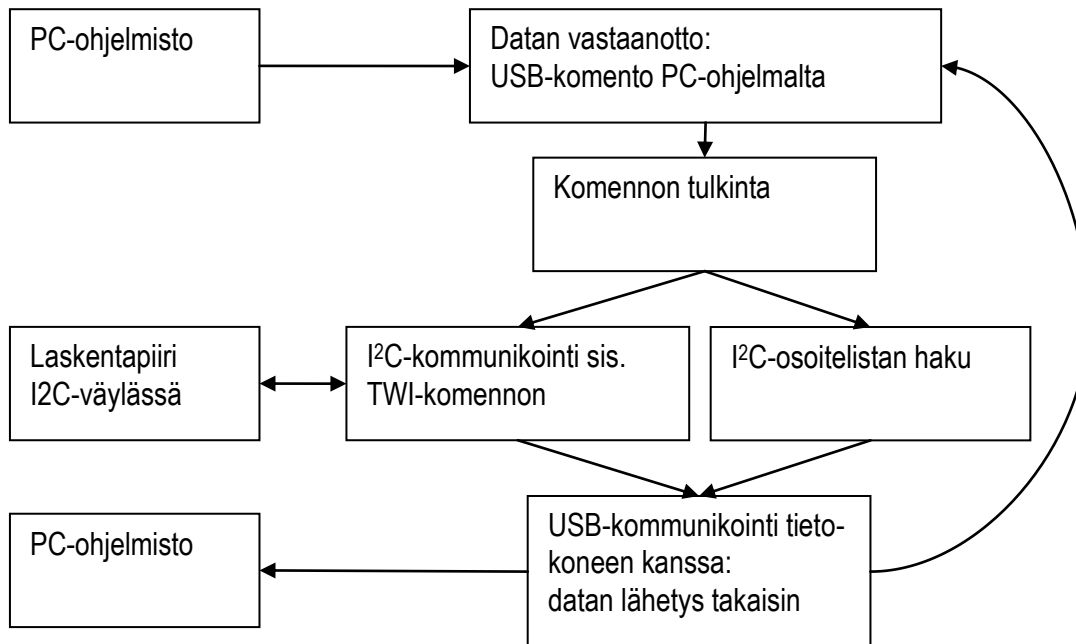 PC-ohjelmisto
Datan vastaanotto:
USB-komento PC-ohjelmalta
Komennon tulkinta
Laskentapiiri
I2C-väylässä
I²C-kommunikointi sis.
TWI-komennon
I²C-osoitelistan haku
PC-ohjelmisto
USB-kommunikointi tieto-
koneen kanssa:
datan lähetys takaisin